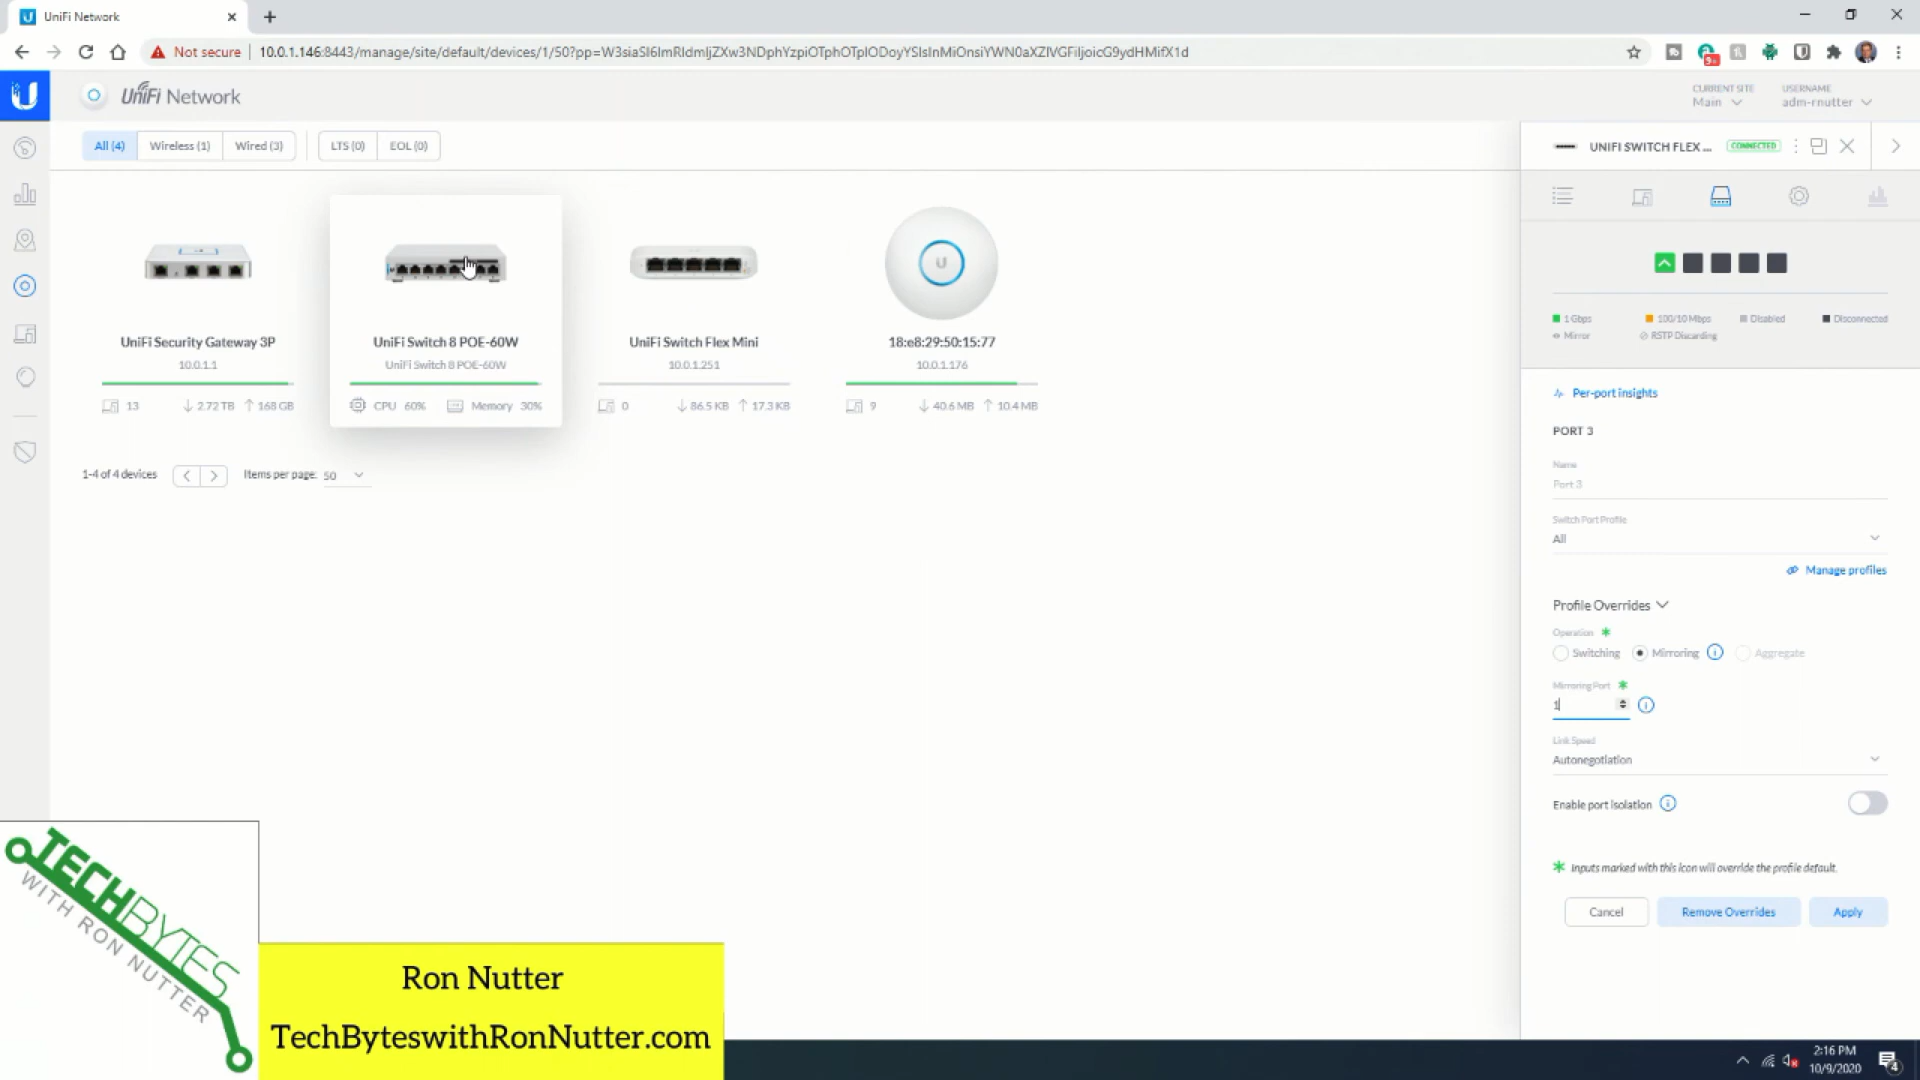 UniFi Network
Not secure
10.0.1.146:8443/manage/site/default/devices/1/50?pp=
UniFi Network
CURRENT SITE
Main
USERNAME
adm-rnutter
All (4)
Wireless (1)
Wired (3)
LTS (0)
EOL (0)
UniFi Security Gateway 3P
10.0.1.1
13
2.72 TB
168 GB
UniFi Switch 8 POE-60W
UniFi Switch 8 POE-60W
CPU 60%
Memory 30%
UniFi Switch Flex Mini
10.0.1.251
0
86.5 KB
17.3 KB
18:e8:29:50:15:77
10.0.1.176
9
40.6 MB
10.4 MB
1-4 of 4 devices
Items per page: 50
UNIFI SWITCH FLEX ...
CONNECTED
1 Gbps
100/10 Mbps
Disabled
Disconnected
Mirror
RSTP Discarding
Per-port insights
PORT 3
Name
Port 3
Switch Port Profile
All
Manage profiles
Profile Overrides
Operation
Switching
Mirroring
Aggregate
Mirroring Port
1
Link Speed
Autonegotiation
Enable port isolation
Inputs marked with this icon will override the profile default.
Cancel
Remove Overrides
Apply
TECHBYTES
WITH RON NUTTER
Ron Nutter
TechByteswithRonNutter.com
2:16 PM
10/9/2020
4